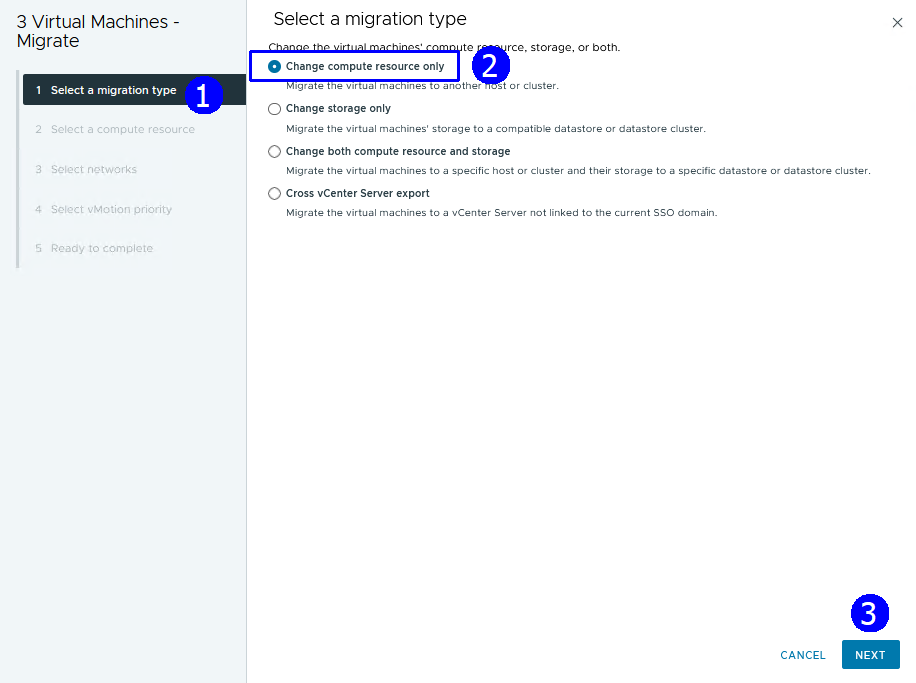 3 Virtual Machines -
Migrate
1 Select a migration type
1
2 Select a compute resource
3 Select networks
4 Select vMotion priority
5 Ready to complete
Select a migration type
Change the virtual machines' compute resource, storage, or both.
Change compute resource only
2
Migrate the virtual machines to another host or cluster.
Change storage only
Migrate the virtual machines' storage to a compatible datastore or datastore cluster.
Change both compute resource and storage
Migrate the virtual machines to a specific host or cluster and their storage to a specific datastore or datastore cluster.
Cross vCenter Server export
Migrate the virtual machines to a vCenter Server not linked to the current SSO domain.
3
CANCEL
NEXT